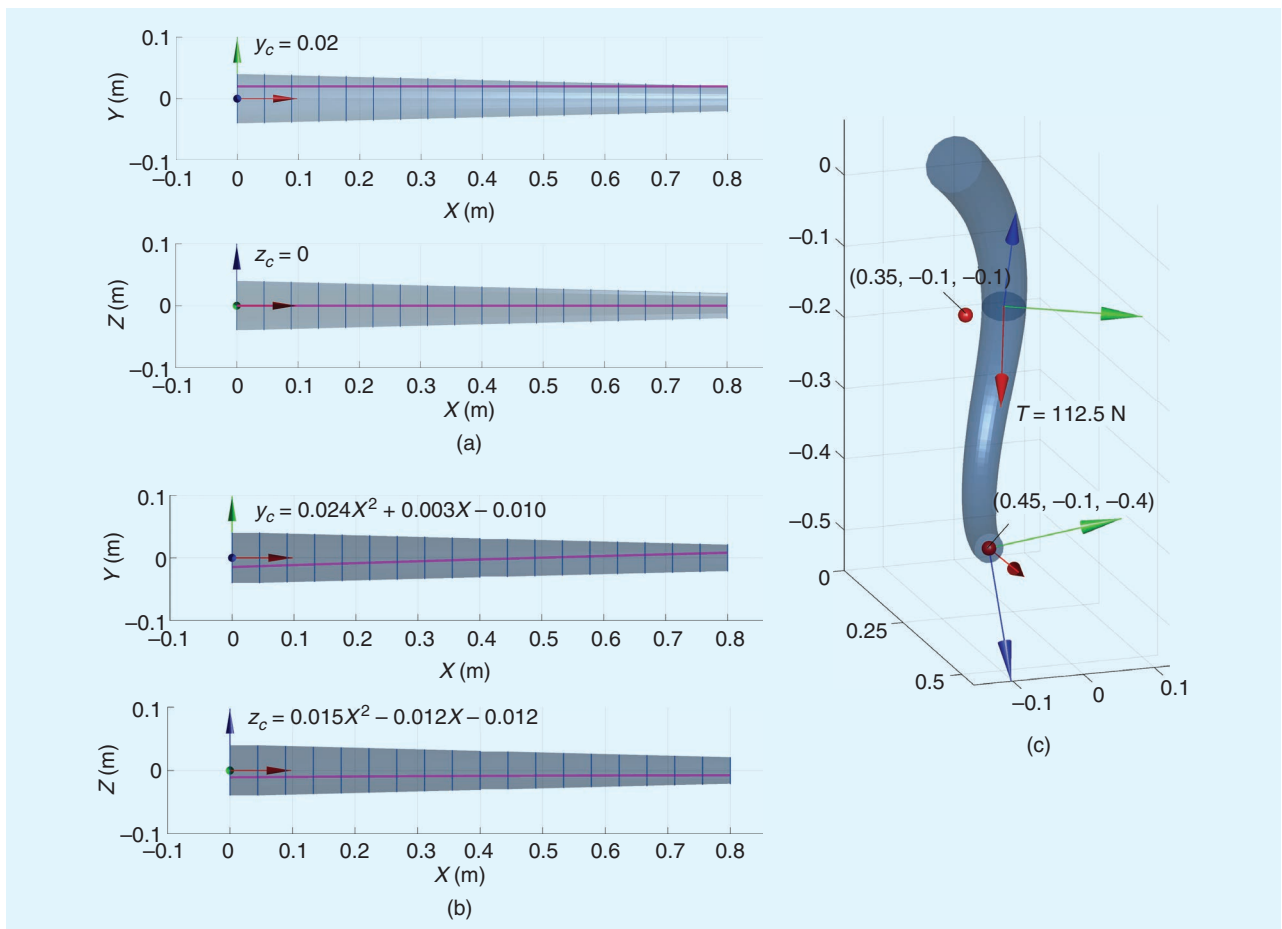 0.1
y_c = 0.02
Y (m)
0
–0.1
–0.1 0 0.1 0.2 0.3 0.4 0.5 0.6 0.7 0.8
X (m)
0.1
z_c = 0
Z (m)
0
–0.1
–0.1 0 0.1 0.2 0.3 0.4 0.5 0.6 0.7 0.8
X (m)
(a)
0.1
y_c = 0.024X² + 0.003X – 0.010
Y (m)
0
–0.1
–0.1 0 0.1 0.2 0.3 0.4 0.5 0.6 0.7 0.8
X (m)
0.1
z_c = 0.015X² – 0.012X – 0.012
Z (m)
0
–0.1
–0.1 0 0.1 0.2 0.3 0.4 0.5 0.6 0.7 0.8
X (m)
(b)
0
–0.1
(0.35, –0.1, –0.1)
–0.2
–0.3
T = 112.5 N
–0.4
(0.45, –0.1, –0.4)
–0.5
0
0.25
0.5
–0.1
0
0.1
(c)